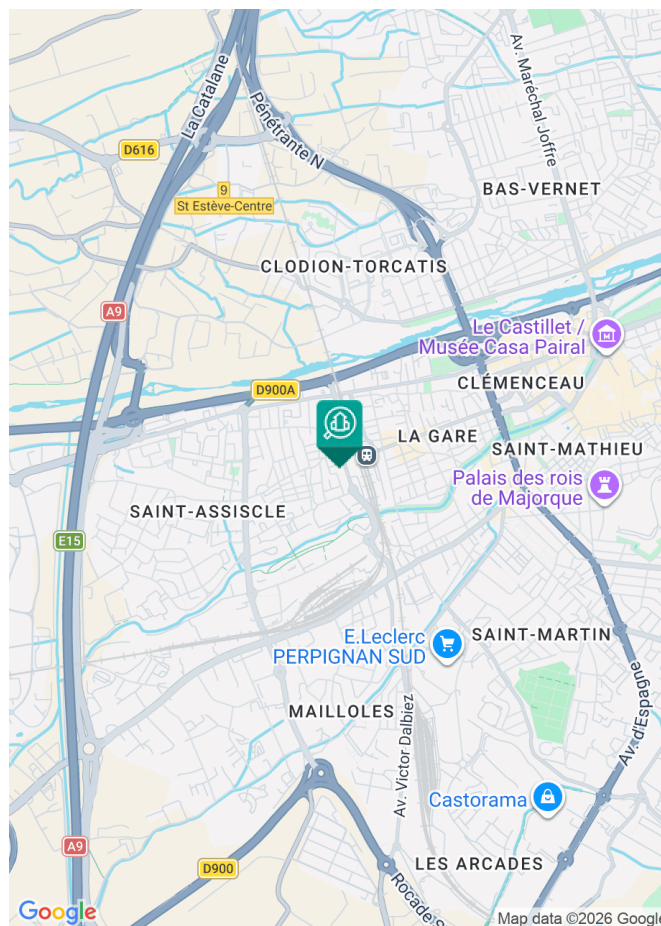 La Catalane
Pénétrante N
Av. Maréchal Joffre
D616
BAS-VERNET
9
St Estève-Centre
CLODION-TORCATIS
A9
Le Castillet /
Musée Casa Pairal
D900A
CLÉMENCEAU
LA GARE
SAINT-MATHIEU
Palais des rois
de Majorque
SAINT-ASSISCLE
E15
E.Leclerc
PERPIGNAN SUD
SAINT-MARTIN
MAILLOLES
Av. Victor Dalbiez
Av. d'Espagne
Castorama
A9
D900
LES ARCADES
Rocade S
Google
Map data ©2026 Google